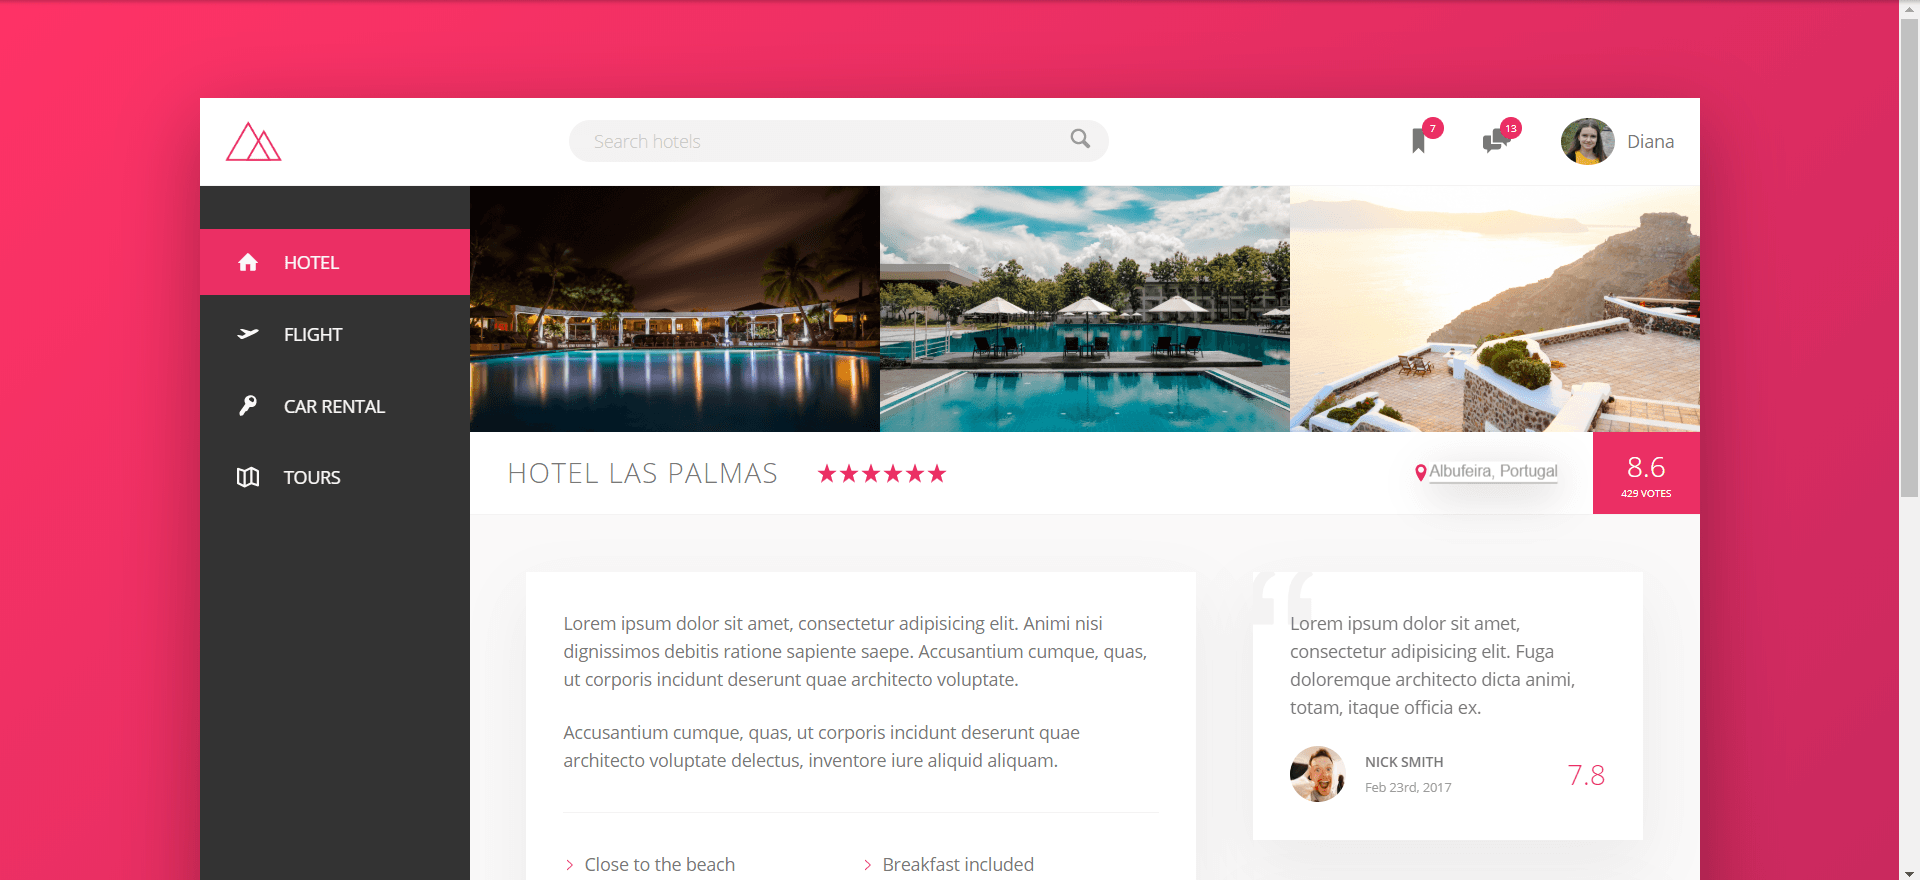 Search hotels
7
13
Diana
HOTEL
FLIGHT
CAR RENTAL
TOURS
HOTEL LAS PALMAS
Albufeira, Portugal
8.6
429 VOTES
Lorem ipsum dolor sit amet, consectetur adipisicing elit. Animi nisi
dignissimos debitis ratione sapiente saepe. Accusantium cumque, quas,
ut corporis incidunt deserunt quae architecto voluptate.
Accusantium cumque, quas, ut corporis incidunt deserunt quae
architecto voluptate delectus, inventore iure aliquid aliquam.
Close to the beach
Breakfast included
“
Lorem ipsum dolor sit amet,
consectetur adipisicing elit. Fuga
doloremque architecto dicta animi,
totam, itaque officia ex.
NICK SMITH
Feb 23rd, 2017
7.8